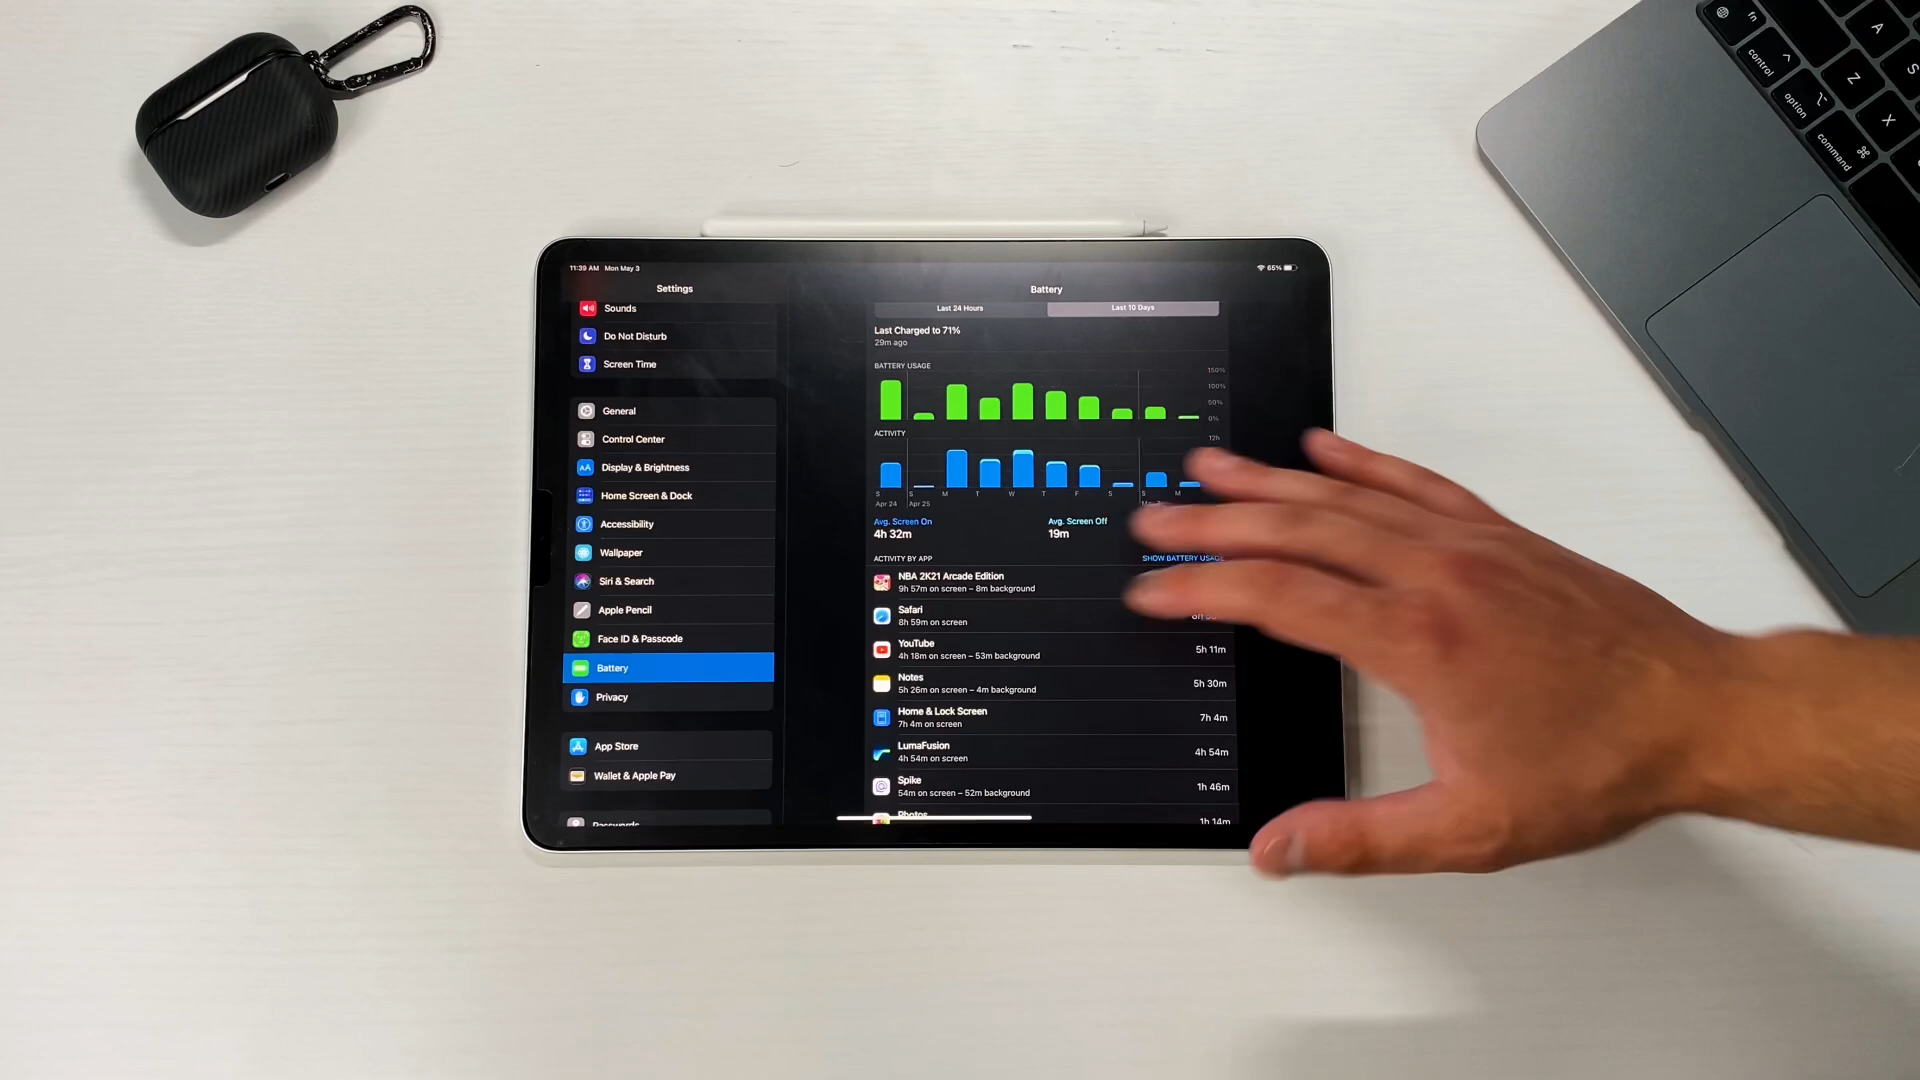 fn
A
control
S
Z
option
X
command
11:39 AM Mon May 3
65%
Settings
Battery
Sounds
Do Not Disturb
Screen Time
General
Control Center
Display & Brightness
Home Screen & Dock
Accessibility
Wallpaper
Siri & Search
Apple Pencil
Face ID & Passcode
Battery
Privacy
App Store
Wallet & Apple Pay
Passwords
Last 24 Hours
Last 10 Days
Last Charged to 71%
29m ago
BATTERY USAGE
150%
100%
50%
0%
ACTIVITY
12h
S S M T W T F S S M
Apr 24 Apr 25
Avg. Screen On
4h 32m
Avg. Screen Off
19m
ACTIVITY BY APP
SHOW BATTERY USAGE
NBA 2K21 Arcade Edition
9h 57m on screen – 8m background
Safari
8h 59m on screen
YouTube
4h 18m on screen – 53m background
5h 11m
Notes
5h 26m on screen – 4m background
5h 30m
Home & Lock Screen
7h 4m on screen
7h 4m
LumaFusion
4h 54m on screen
4h 54m
Spike
54m on screen – 52m background
1h 46m
Photos
1h 14m